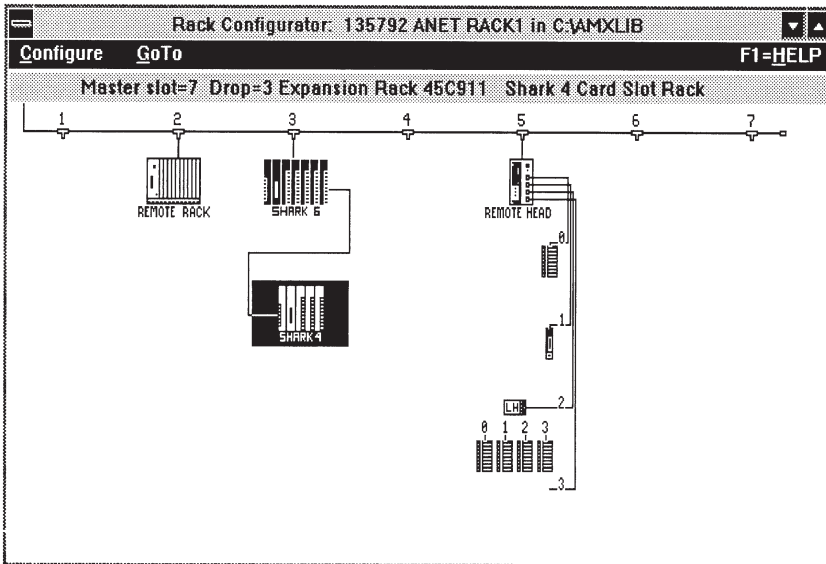 Rack Configurator: 135792 ANET RACK1 in C:\AMXLIB
Configure GoTo F1=HELP
Master slot=7 Drop=3 Expansion Rack 45C911 Shark 4 Card Slot Rack
1 2 3 4 5 6 7
REMOTE RACK SHARK 6 REMOTE HEAD
0
SHARK 4
1
LH 2
0 1 2 3
3